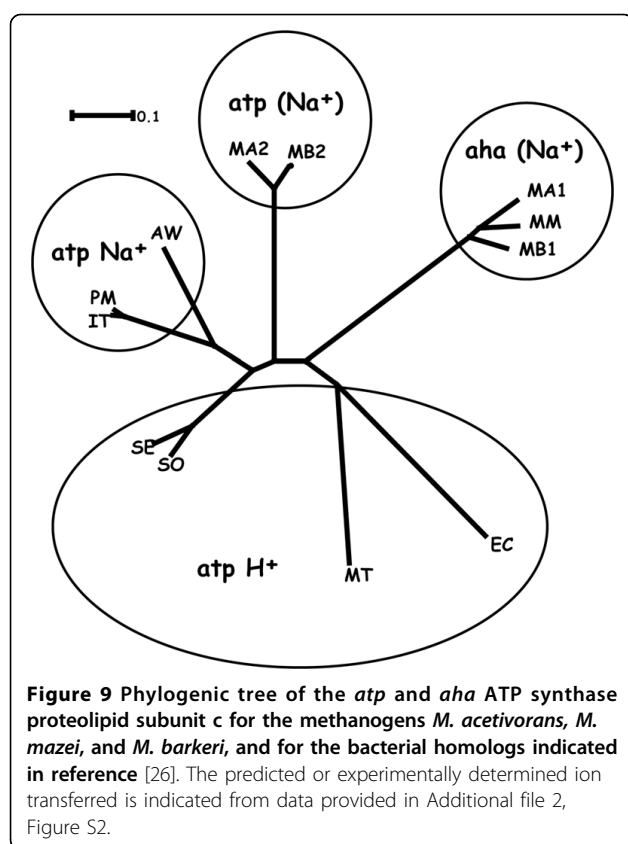 0.1
atp (Na+)
MA2 MB2
aha (Na+)
MA1
MM
MB1
AW
atp Na+
PM
IT
SE
SO
EC
MT
atp H+
Figure 9 Phylogenic tree of the atp and aha ATP synthase
proteolipid subunit c for the methanogens M. acetivorans, M.
mazei, and M. barkeri, and for the bacterial homologs indicated
in reference [26]. The predicted or experimentally determined ion
transferred is indicated from data provided in Additional file 2,
Figure S2.